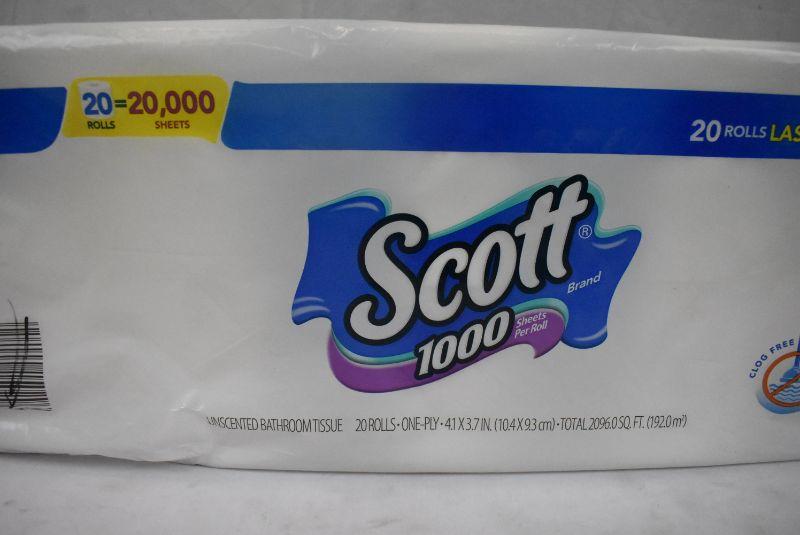 20=20,000
ROLLS SHEETS
20 ROLLS LAS
Scott®
Brand
1000 Sheets
Per Roll
CLOG FREE
UNSCENTED BATHROOM TISSUE 20 ROLLS • ONE-PLY • 4.1 X 3.7 IN. (10.4 X 9.3 cm) • TOTAL 2096.0 SQ. FT. (192.0 m²)